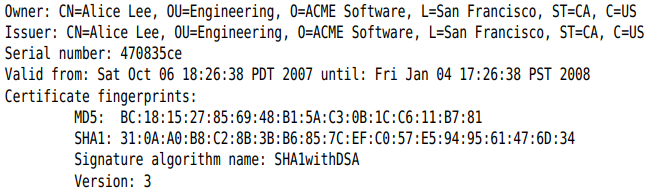 Owner: CN=Alice Lee, OU=Engineering, O=ACME Software, L=San Francisco, ST=CA, C=US
Issuer: CN=Alice Lee, OU=Engineering, O=ACME Software, L=San Francisco, ST=CA, C=US
Serial number: 470835ce
Valid from: Sat Oct 06 18:26:38 PDT 2007 until: Fri Jan 04 17:26:38 PST 2008
Certificate fingerprints:
MD5: BC:18:15:27:85:69:48:B1:5A:C3:0B:1C:C6:11:B7:81
SHA1: 31:0A:A0:B8:C2:8B:3B:B6:85:7C:EF:C0:57:E5:94:95:61:47:6D:34
Signature algorithm name: SHA1withDSA
Version: 3